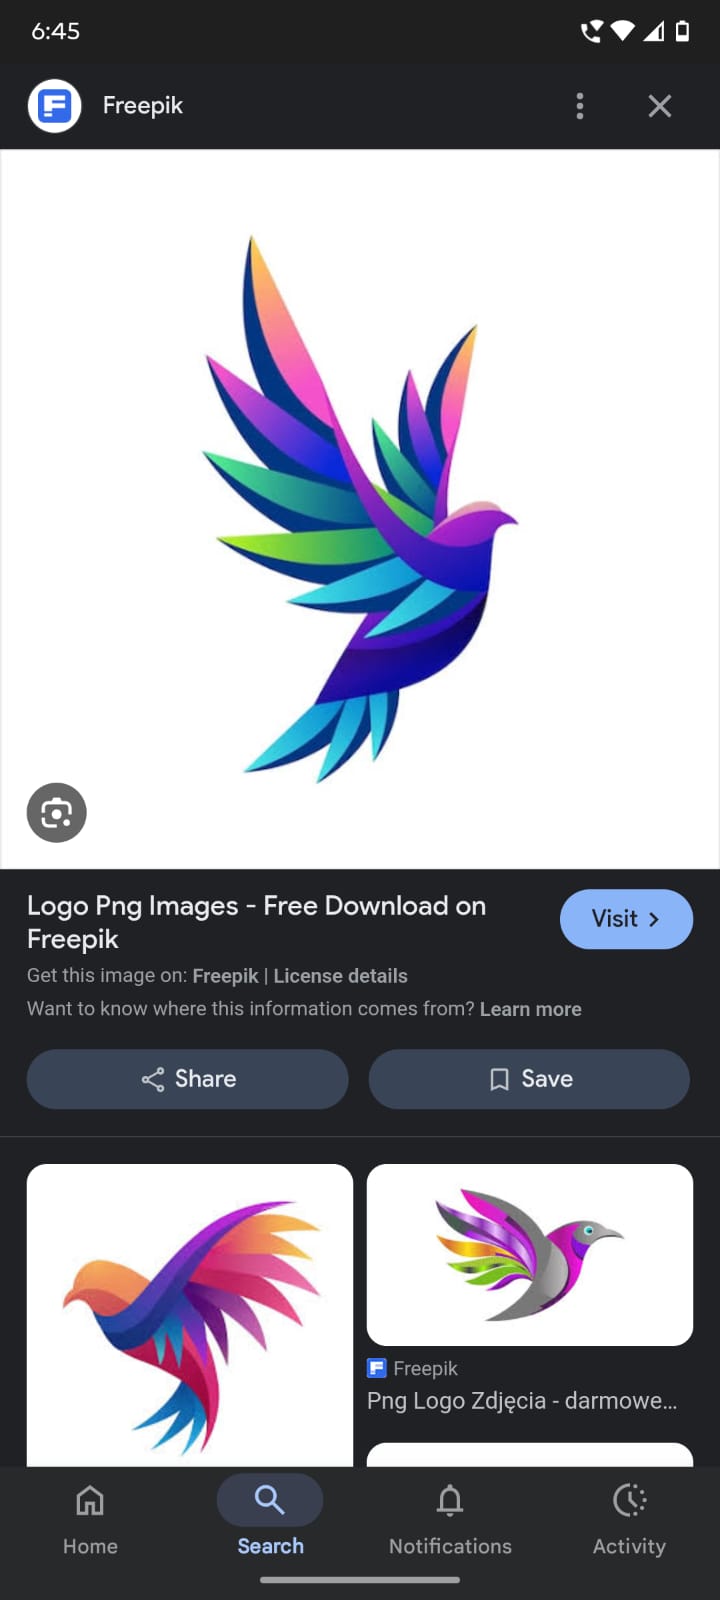 6:45
Freepik
Logo Png Images - Free Download on
Freepik
Visit
Get this image on: Freepik | License details
Want to know where this information comes from? Learn more
Share
Save
Freepik
Png Logo Zdjęcia - darmowe...
Home
Search
Notifications
Activity